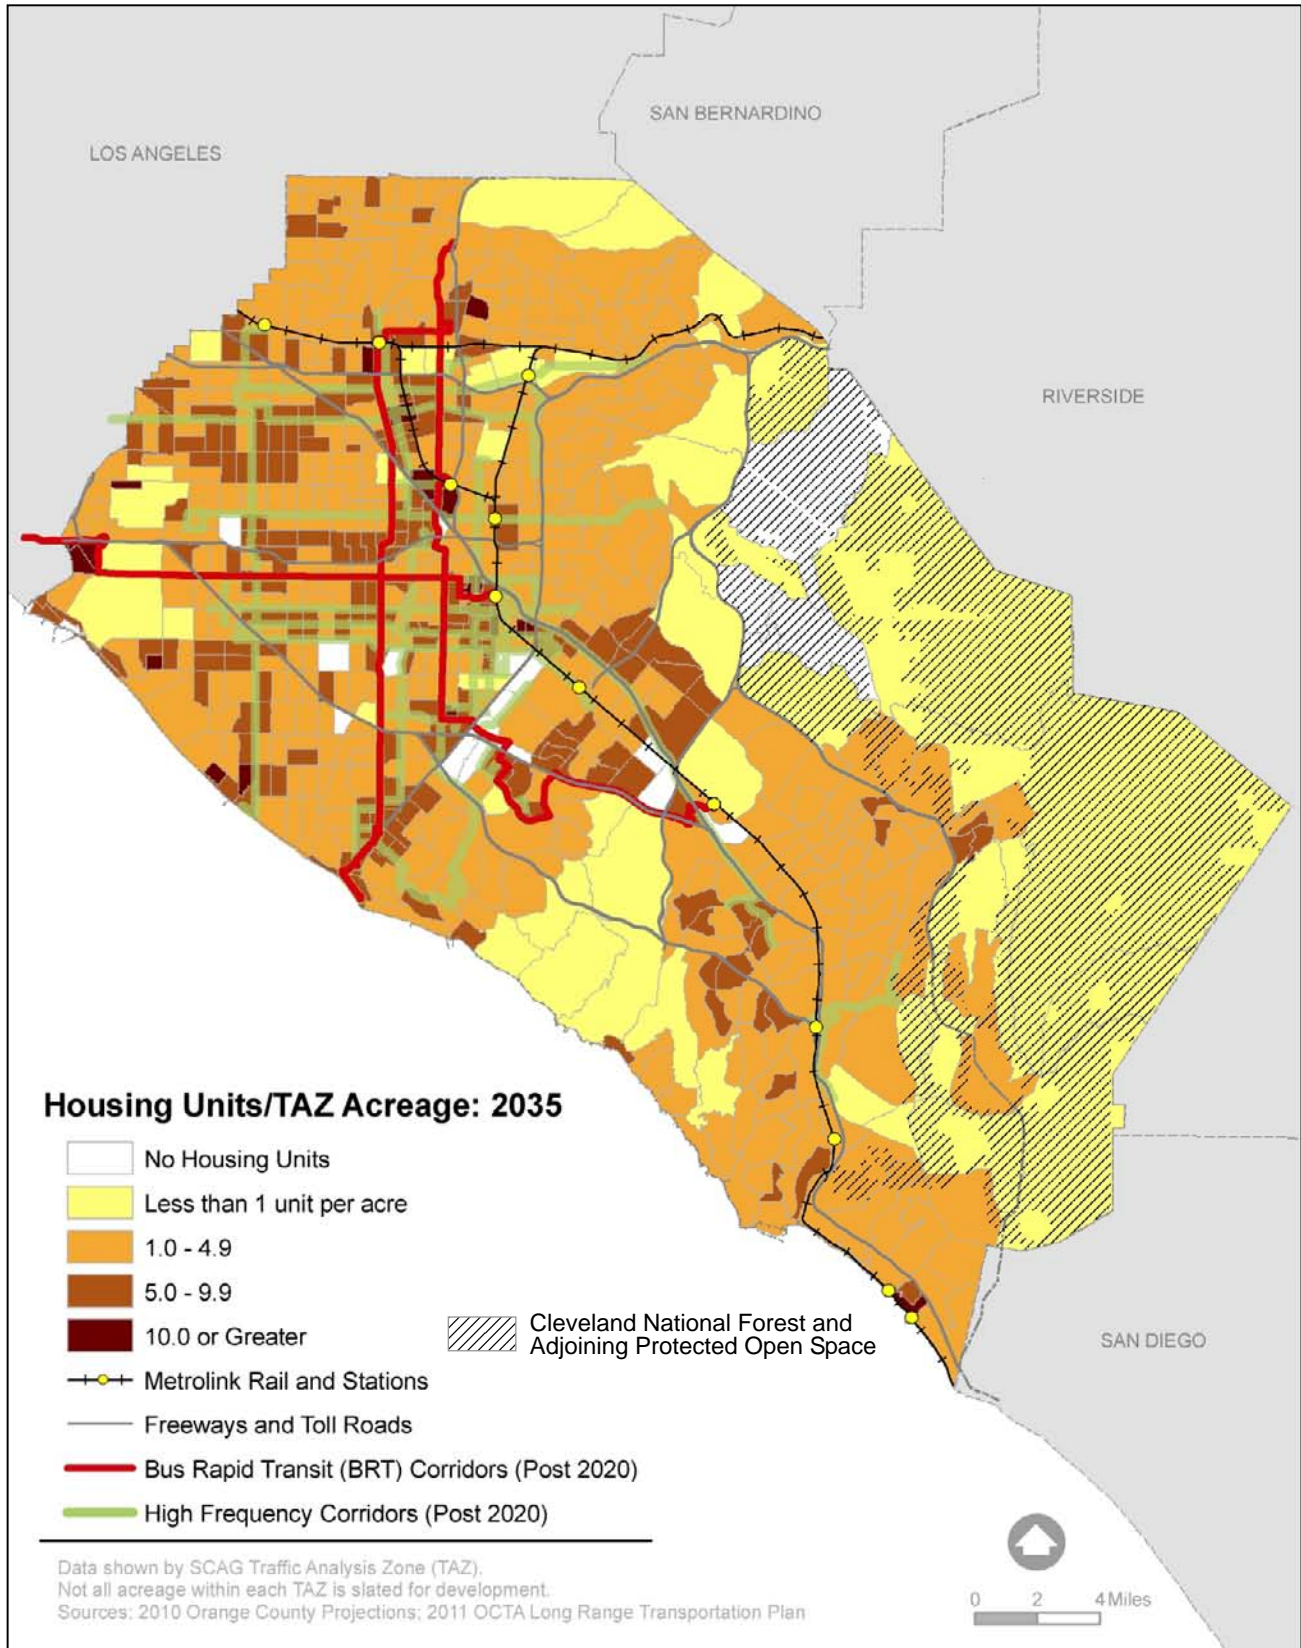 SAN BERNARDINO
LOS ANGELES
RIVERSIDE
Housing Units/TAZ Acreage: 2035
No Housing Units
Less than 1 unit per acre
1.0 - 4.9
5.0 - 9.9
10.0 or Greater
Cleveland National Forest and
Adjoining Protected Open Space
SAN DIEGO
Metrolink Rail and Stations
Freeways and Toll Roads
Bus Rapid Transit (BRT) Corridors (Post 2020)
High Frequency Corridors (Post 2020)
Data shown by SCAG Traffic Analysis Zone (TAZ).
Not all acreage within each TAZ is slated for development.
Sources: 2010 Orange County Projections; 2011 OCTA Long Range Transportation Plan
0 2 4 Miles